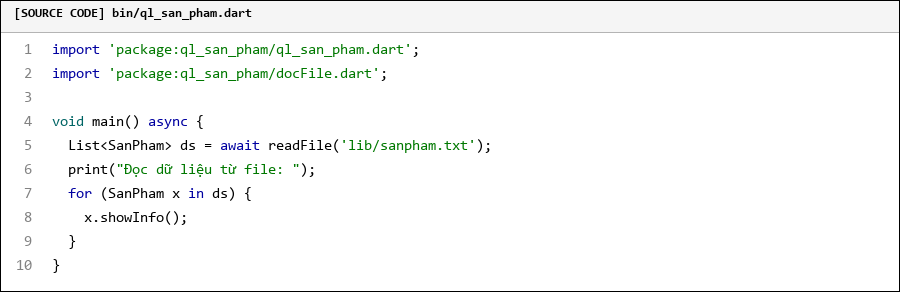 [SOURCE CODE] bin/ql_san_pham.dart
1 import 'package:ql_san_pham/ql_san_pham.dart';
2 import 'package:ql_san_pham/docFile.dart';
3
4 void main() async {
5   List<SanPham> ds = await readFile('lib/sanpham.txt');
6   print("Đọc dữ liệu từ file: ");
7   for (SanPham x in ds) {
8     x.showInfo();
9   }
10 }